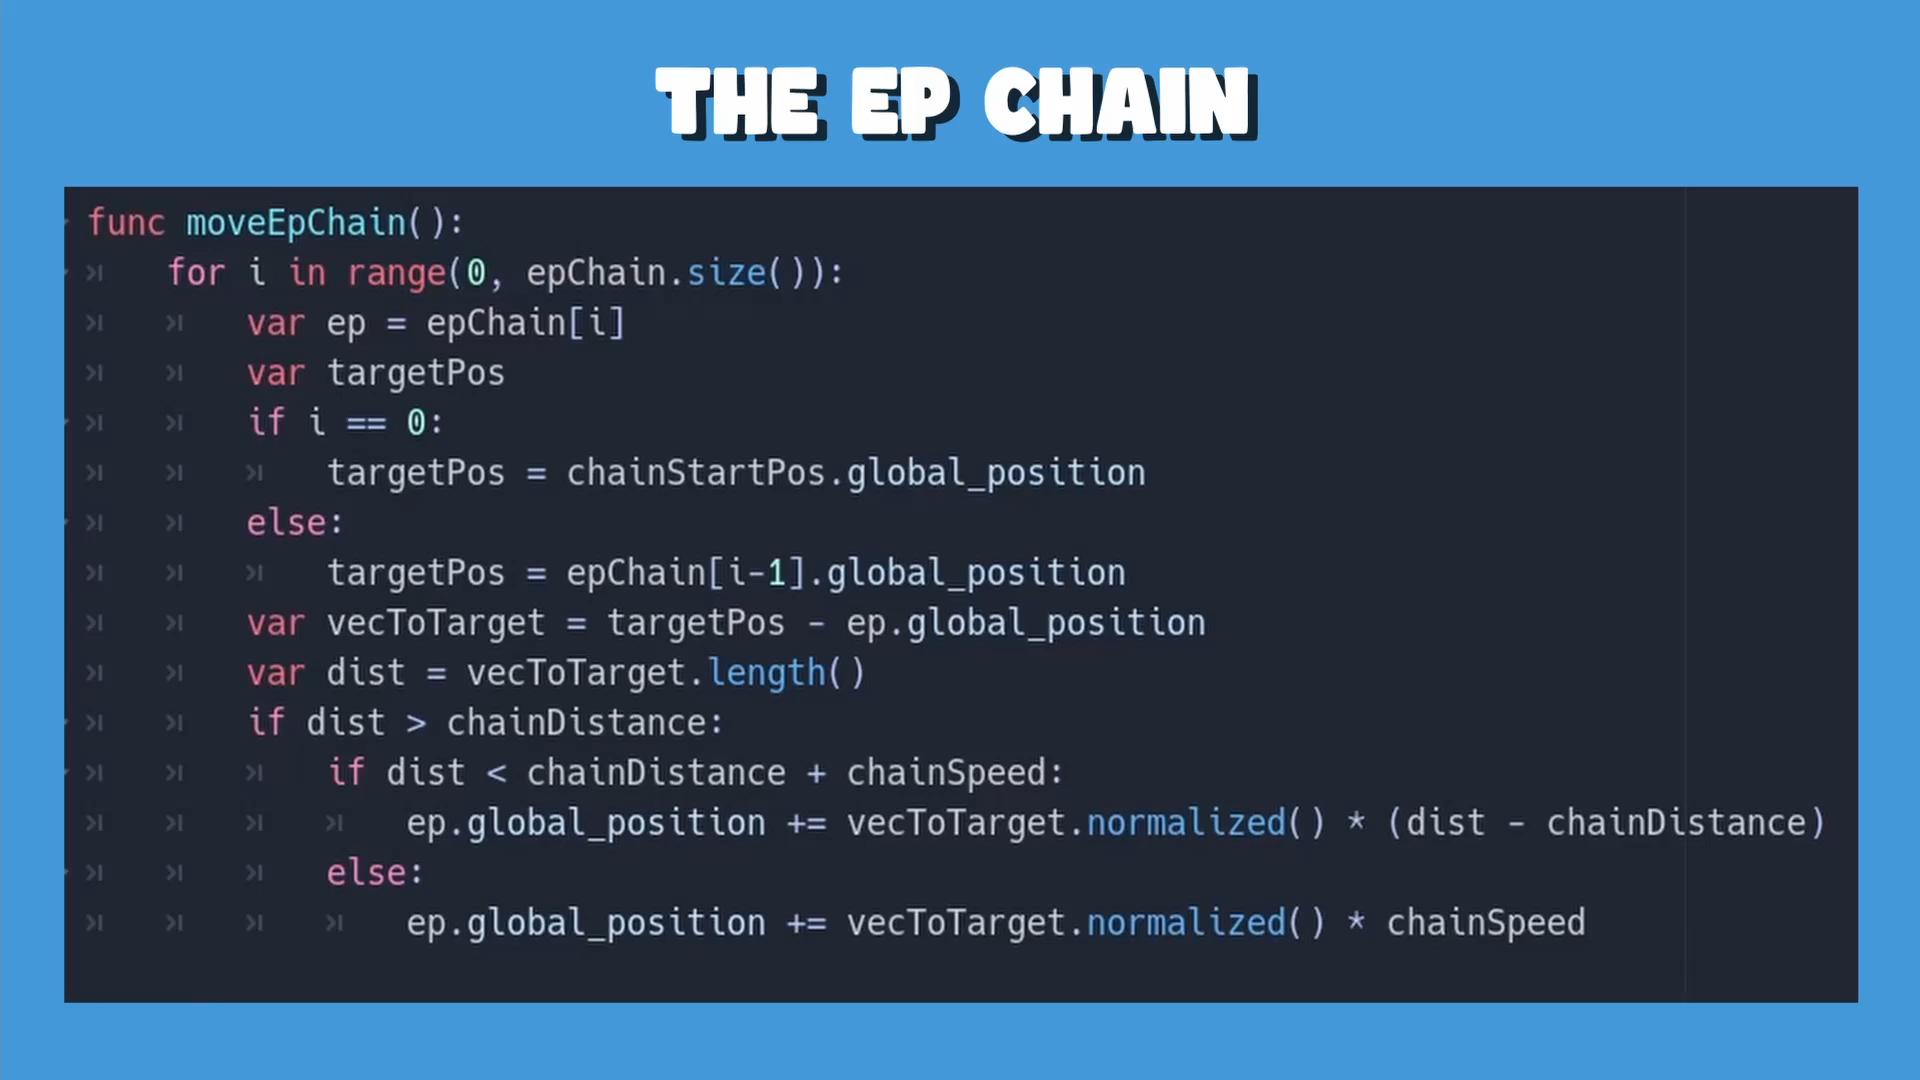 THE EP CHAIN
func moveEpChain():
for i in range(0, epChain.size()):
var ep = epChain[i]
var targetPos
if i == 0:
targetPos = chainStartPos.global_position
else:
targetPos = epChain[i-1].global_position
var vecToTarget = targetPos - ep.global_position
var dist = vecToTarget.length()
if dist > chainDistance:
if dist < chainDistance + chainSpeed:
ep.global_position += vecToTarget.normalized() * (dist - chainDistance)
else:
ep.global_position += vecToTarget.normalized() * chainSpeed